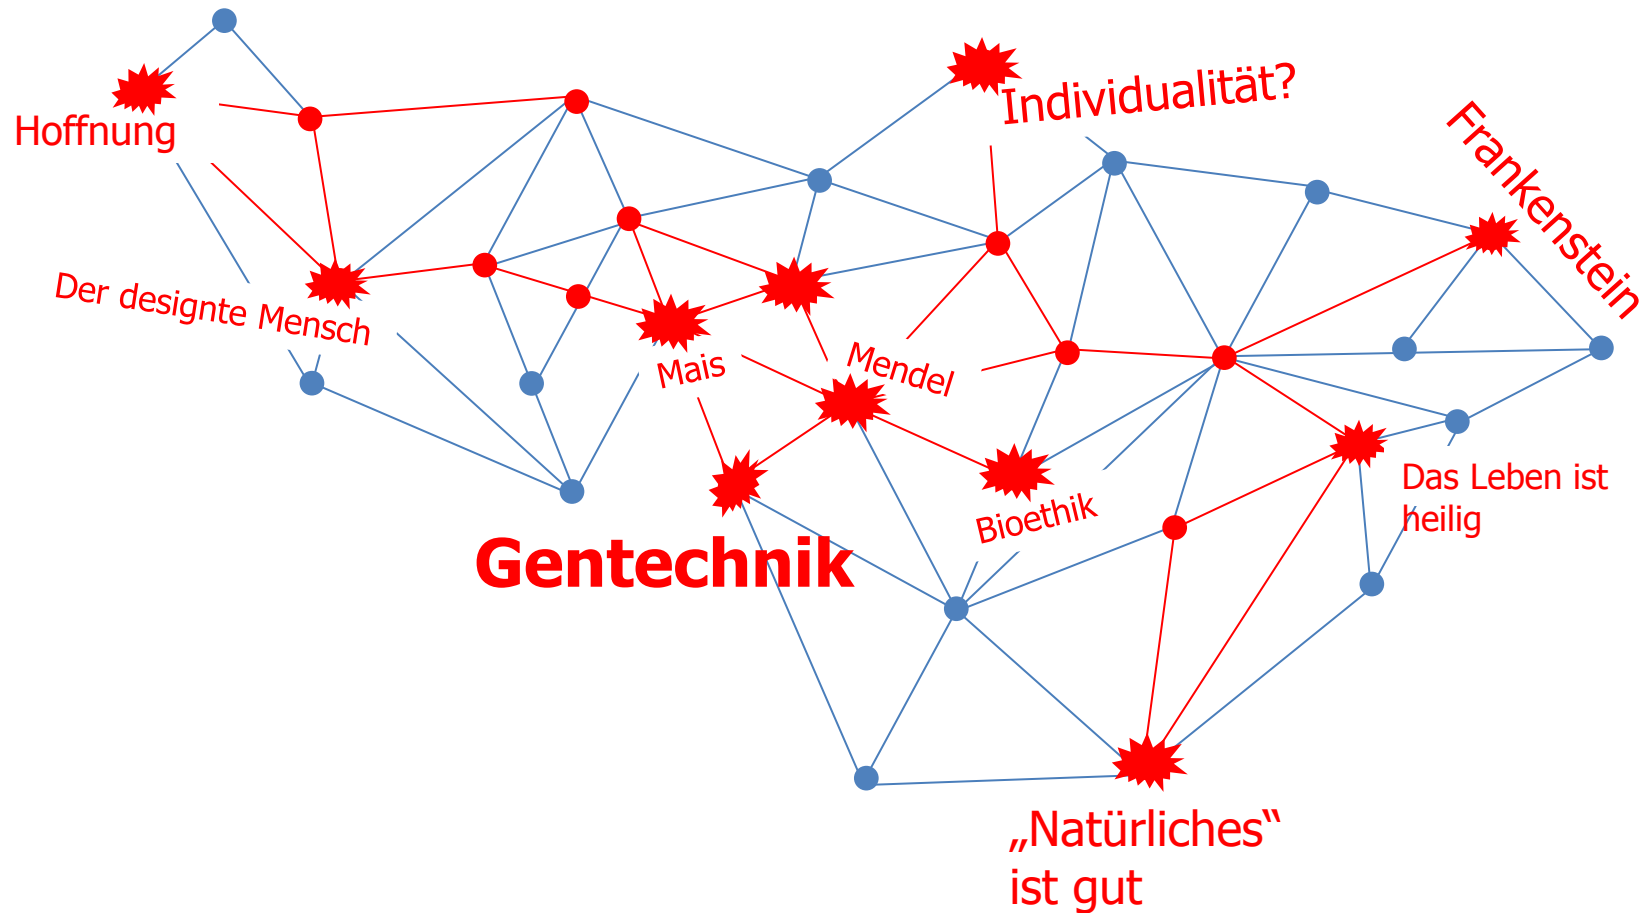 Individualität?
Hoffnung
Frankenstein
Der designte Mensch
Mais
Mendel
Das Leben ist
heilig
Bioethik
Gentechnik
„Natürliches“
ist gut